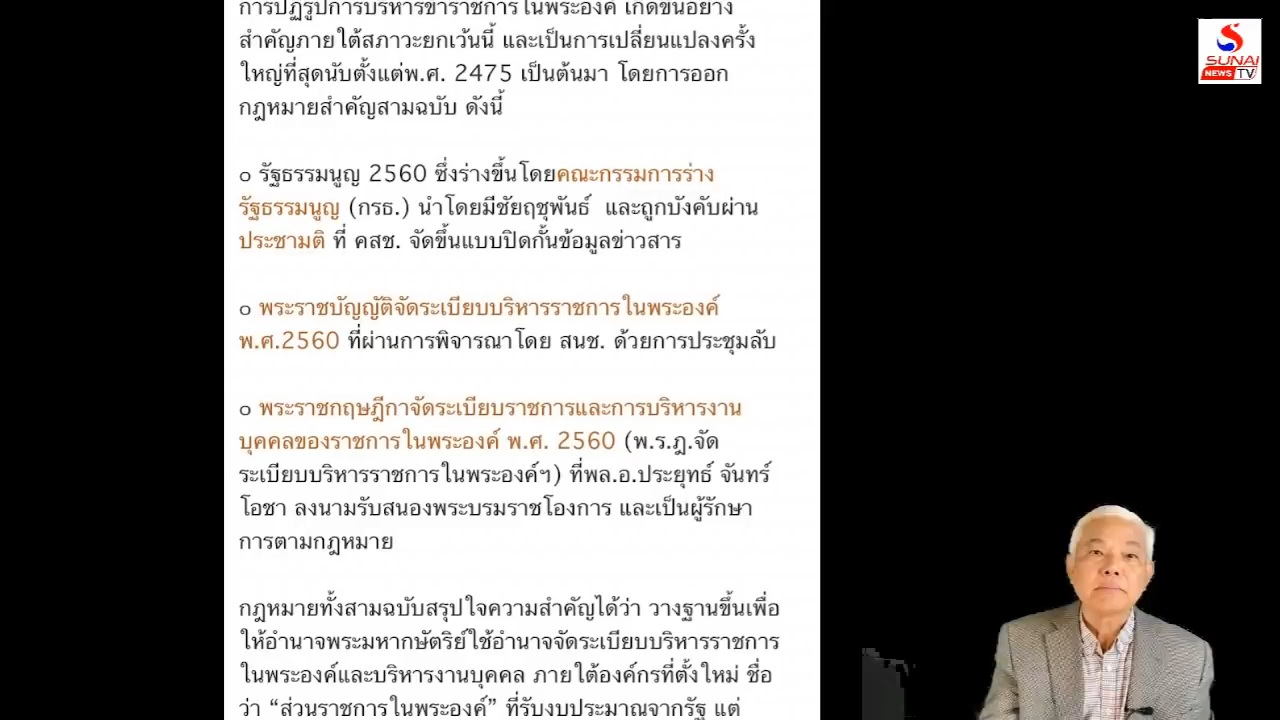 การปฏิรูปการบริหารข้าราชการในพระองค์ เกิดขึ้นอย่าง
สำคัญภายใต้สภาวะยกเว้นนี้ และเป็นการเปลี่ยนแปลงครั้ง
ใหญ่ที่สุดนับตั้งแต่พ.ศ. 2475 เป็นต้นมา โดยการออก
กฎหมายสำคัญสามฉบับ ดังนี้
o รัฐธรรมนูญ 2560 ซึ่งร่างขึ้นโดยคณะกรรมการร่าง
รัฐธรรมนูญ (กรธ.) นำโดยมีชัยฤชุพันธ์ และถูกบังคับผ่าน
ประชามติ ที่ คสช. จัดขึ้นแบบปิดกั้นข้อมูลข่าวสาร
o พระราชบัญญัติจัดระเบียบบริหารราชการในพระองค์
พ.ศ.2560 ที่ผ่านการพิจารณาโดย สนช. ด้วยการประชุมลับ
o พระราชกฤษฎีกาจัดระเบียบราชการและการบริหารงาน
บุคคลของราชการในพระองค์ พ.ศ. 2560 (พ.ร.ฎ.จัด
ระเบียบบริหารราชการในพระองค์ฯ) ที่พล.อ.ประยุทธ์ จันทร์
โอชา ลงนามรับสนองพระบรมราชโองการ และเป็นผู้รักษา
การตามกฎหมาย
กฎหมายทั้งสามฉบับสรุปใจความสำคัญได้ว่า วางฐานขึ้นเพื่อ
ให้อำนาจพระมหากษัตริย์ใช้อำนาจจัดระเบียบบริหารราชการ
ในพระองค์และบริหารงานบุคคล ภายใต้องค์กรที่ตั้งใหม่ ชื่อ
ว่า “ส่วนราชการในพระองค์” ที่รับงบประมาณจากรัฐ แต่
SUNAI
NEWS TV